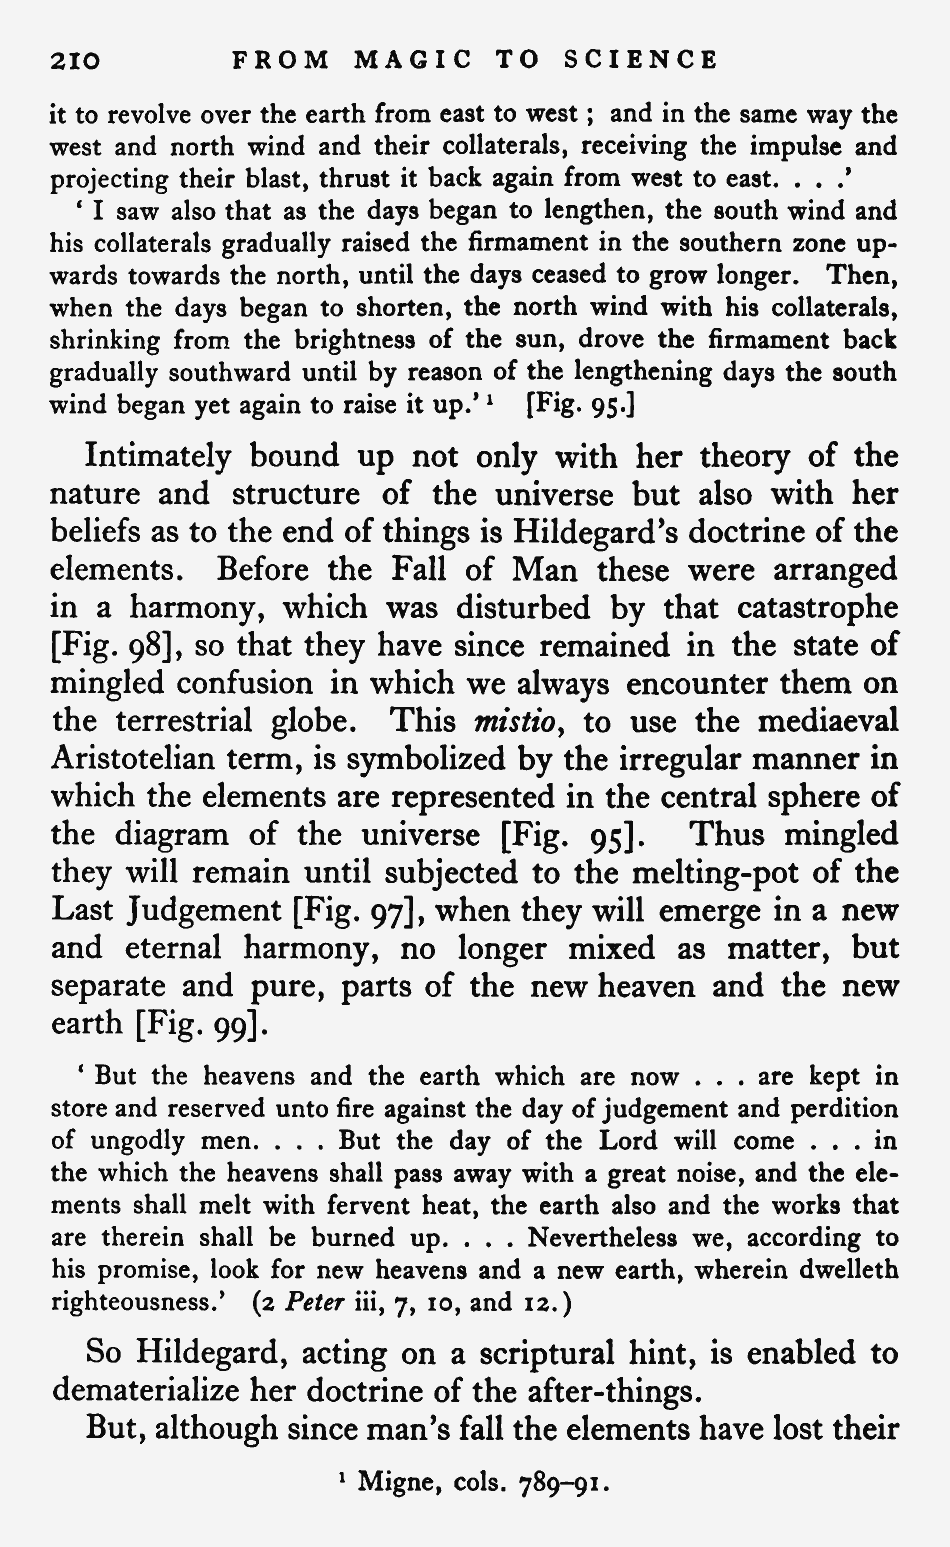 210 FROM MAGIC TO SCIENCE
it to revolve over the earth from east to west ; and in the same way the
west and north wind and their collaterals, receiving the impulse and
projecting their blast, thrust it back again from west to east. . . .’
‘ I saw also that as the days began to lengthen, the south wind and
his collaterals gradually raised the firmament in the southern zone up-
wards towards the north, until the days ceased to grow longer. Then,
when the days began to shorten, the north wind with his collaterals,
shrinking from the brightness of the sun, drove the firmament back
gradually southward until by reason of the lengthening days the south
wind began yet again to raise it up.’ ¹ [Fig. 95.]
Intimately bound up not only with her theory of the
nature and structure of the universe but also with her
beliefs as to the end of things is Hildegard’s doctrine of the
elements. Before the Fall of Man these were arranged
in a harmony, which was disturbed by that catastrophe
[Fig. 98], so that they have since remained in the state of
mingled confusion in which we always encounter them on
the terrestrial globe. This mistio, to use the mediaeval
Aristotelian term, is symbolized by the irregular manner in
which the elements are represented in the central sphere of
the diagram of the universe [Fig. 95]. Thus mingled
they will remain until subjected to the melting-pot of the
Last Judgement [Fig. 97], when they will emerge in a new
and eternal harmony, no longer mixed as matter, but
separate and pure, parts of the new heaven and the new
earth [Fig. 99].
‘ But the heavens and the earth which are now . . . are kept in
store and reserved unto fire against the day of judgement and perdition
of ungodly men. . . . But the day of the Lord will come . . . in
the which the heavens shall pass away with a great noise, and the ele-
ments shall melt with fervent heat, the earth also and the works that
are therein shall be burned up. . . . Nevertheless we, according to
his promise, look for new heavens and a new earth, wherein dwelleth
righteousness.’ (2 Peter iii, 7, 10, and 12.)
So Hildegard, acting on a scriptural hint, is enabled to
dematerialize her doctrine of the after-things.
But, although since man’s fall the elements have lost their
¹ Migne, cols. 789–91.